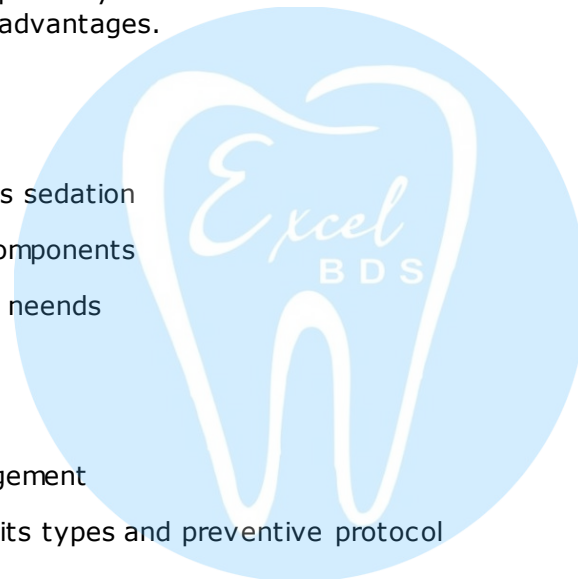 advantages.
s sedation
omponents
neends
gement
its types and preventive protocol
Excel
BDS